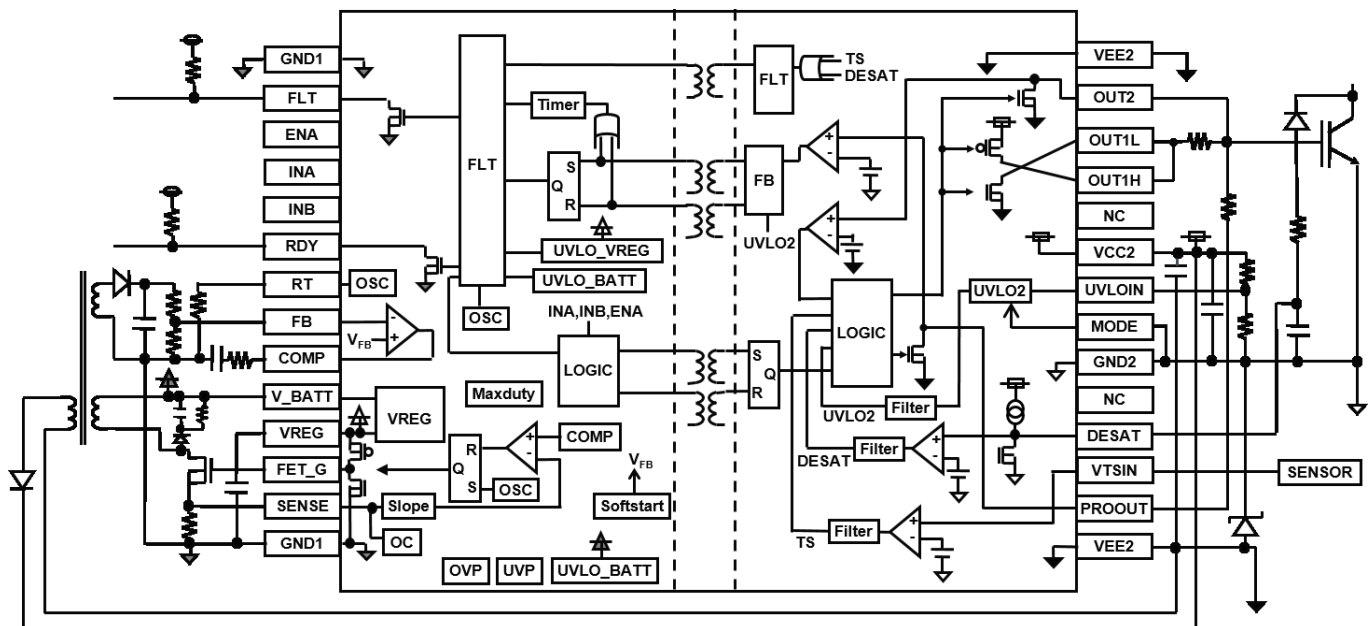 GND1
FLT
ENA
INA
INB
RDY
RT
FB
COMP
V_BATT
VREG
FET_G
SENSE
GND1
FLT
Timer
S
Q
R
UVLO_VREG
UVLO_BATT
OSC
OSC
VFB
-
+
INA,INB,ENA
LOGIC
Maxduty
VREG
R
Q
S
+
-
COMP
OSC
Slope
OC
VFB
Softstart
OVP
UVP
UVLO_BATT
FLT
TS
DESAT
FB
UVLO2
+
-
+
-
LOGIC
UVLO2
S
Q
R
UVLO2
Filter
DESAT
Filter
+
-
TS
Filter
+
-
VEE2
OUT2
OUT1L
OUT1H
NC
VCC2
UVLOIN
MODE
GND2
NC
DESAT
VTSIN
PROOUT
VEE2
SENSOR